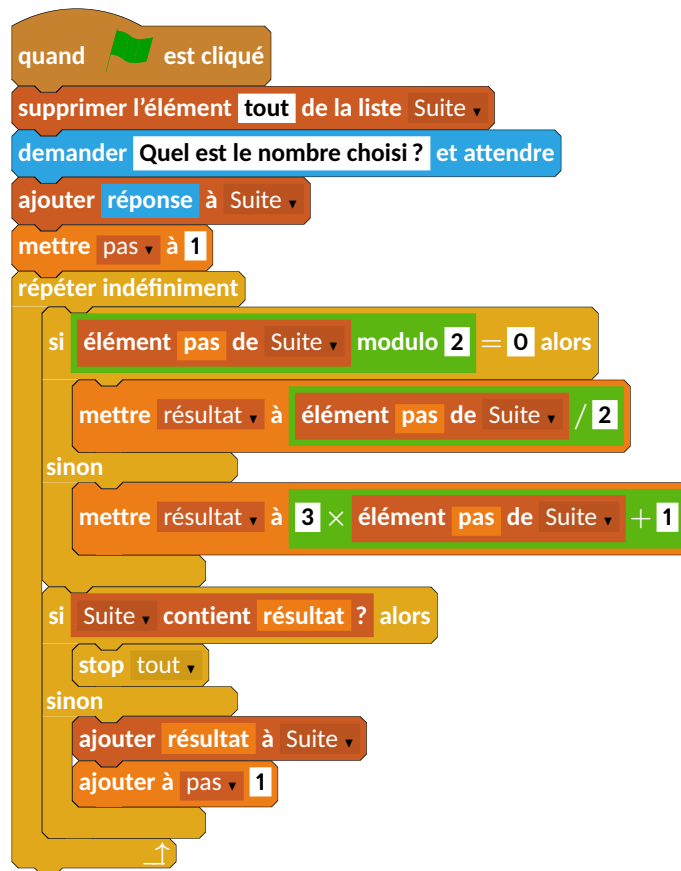 quand est cliqué
supprimer l'élément tout de la liste Suite
demander Quel est le nombre choisi ? et attendre
ajouter réponse à Suite
mettre pas à 1
répéter indéfiniment
si élément pas de Suite modulo 2 = 0 alors
mettre résultat à élément pas de Suite / 2
sinon
mettre résultat à 3 × élément pas de Suite + 1
si Suite contient résultat ? alors
stop tout
sinon
ajouter résultat à Suite
ajouter à pas 1